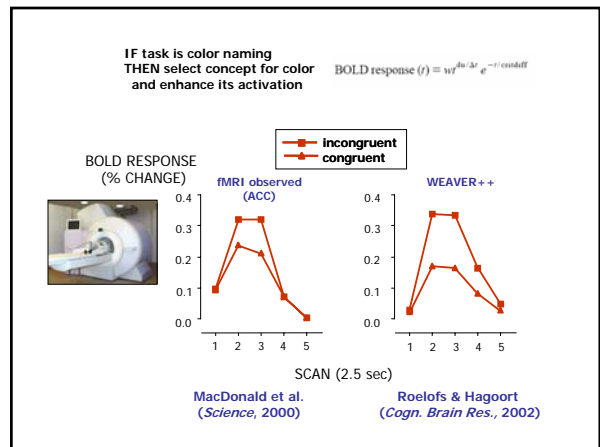 IF task is color naming
THEN select concept for color
and enhance its activation
BOLD response (t) = wt
incongruent
congruent
BOLD RESPONSE
(% CHANGE)
fMRI observed
(ACC)
WEAVER++
0.4
0.3
0.2
0.1
0.0
1 2 3 4 5
0.4
0.3
0.2
0.1
0.0
1 2 3 4 5
SCAN (2.5 sec)
MacDonald et al.
(Science, 2000)
Roelofs & Hagoort
(Cogn. Brain Res., 2002)